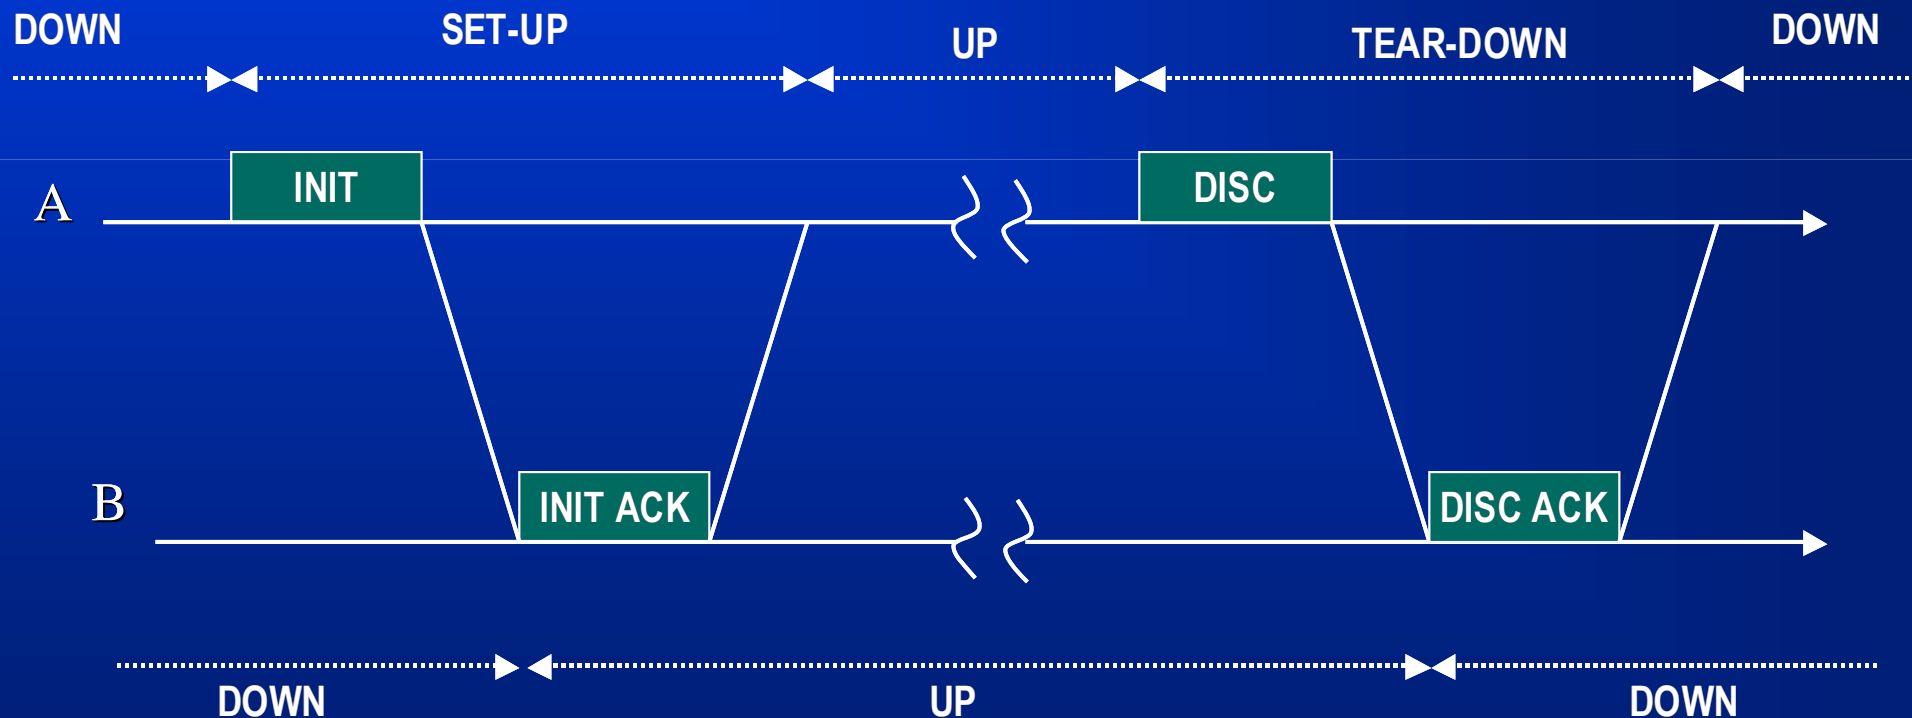 DOWN
SET-UP
UP
TEAR-DOWN
DOWN
A
INIT
DISC
B
INIT ACK
DISC ACK
DOWN
UP
DOWN